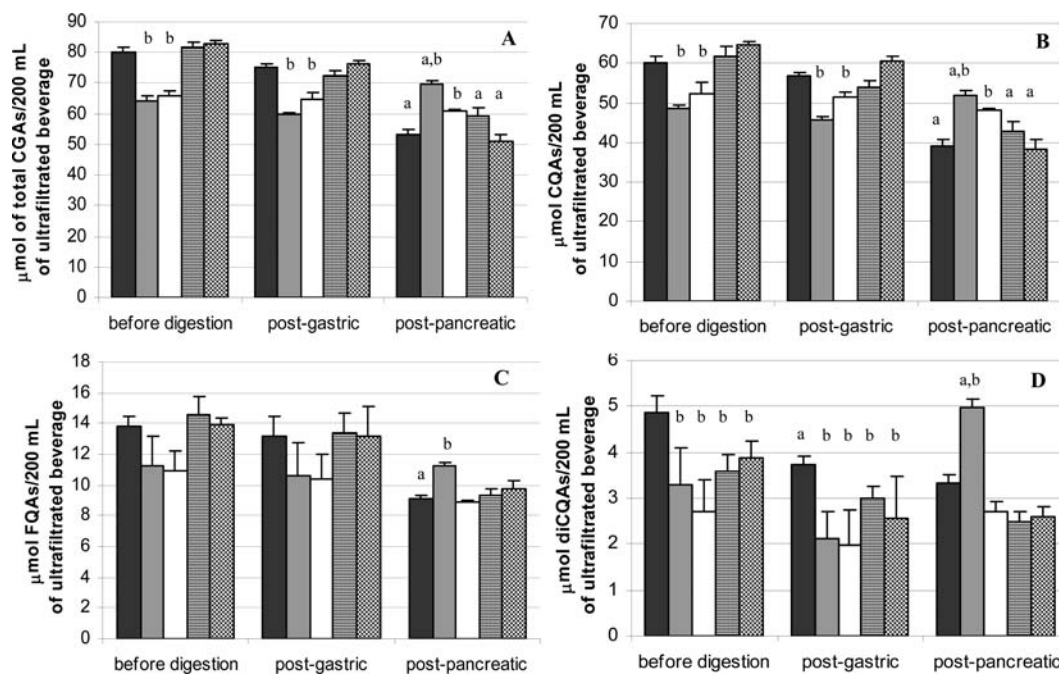 μmol of total CGAs/200 mL
of ultrafiltrated beverage
90
80
70
60
50
40
30
20
10
0
A
b b
b b
a a,b b a a
before digestion post-gastric post-pancreatic
μmol CQAs/200 mL
of ultrafiltrated beverage
70
60
50
40
30
20
10
0
B
b b
b b
a a,b b a a
before digestion post-gastric post-pancreatic
μmol FQAs/200 mL
of ultrafiltrated beverage
18
16
14
12
10
8
6
4
2
0
C
a b
before digestion post-gastric post-pancreatic
μmol diCQAs/200 mL
of ultrafiltrated beverage
6
5
4
3
2
1
0
D
b b b b
a b b b b
a,b
before digestion post-gastric post-pancreatic